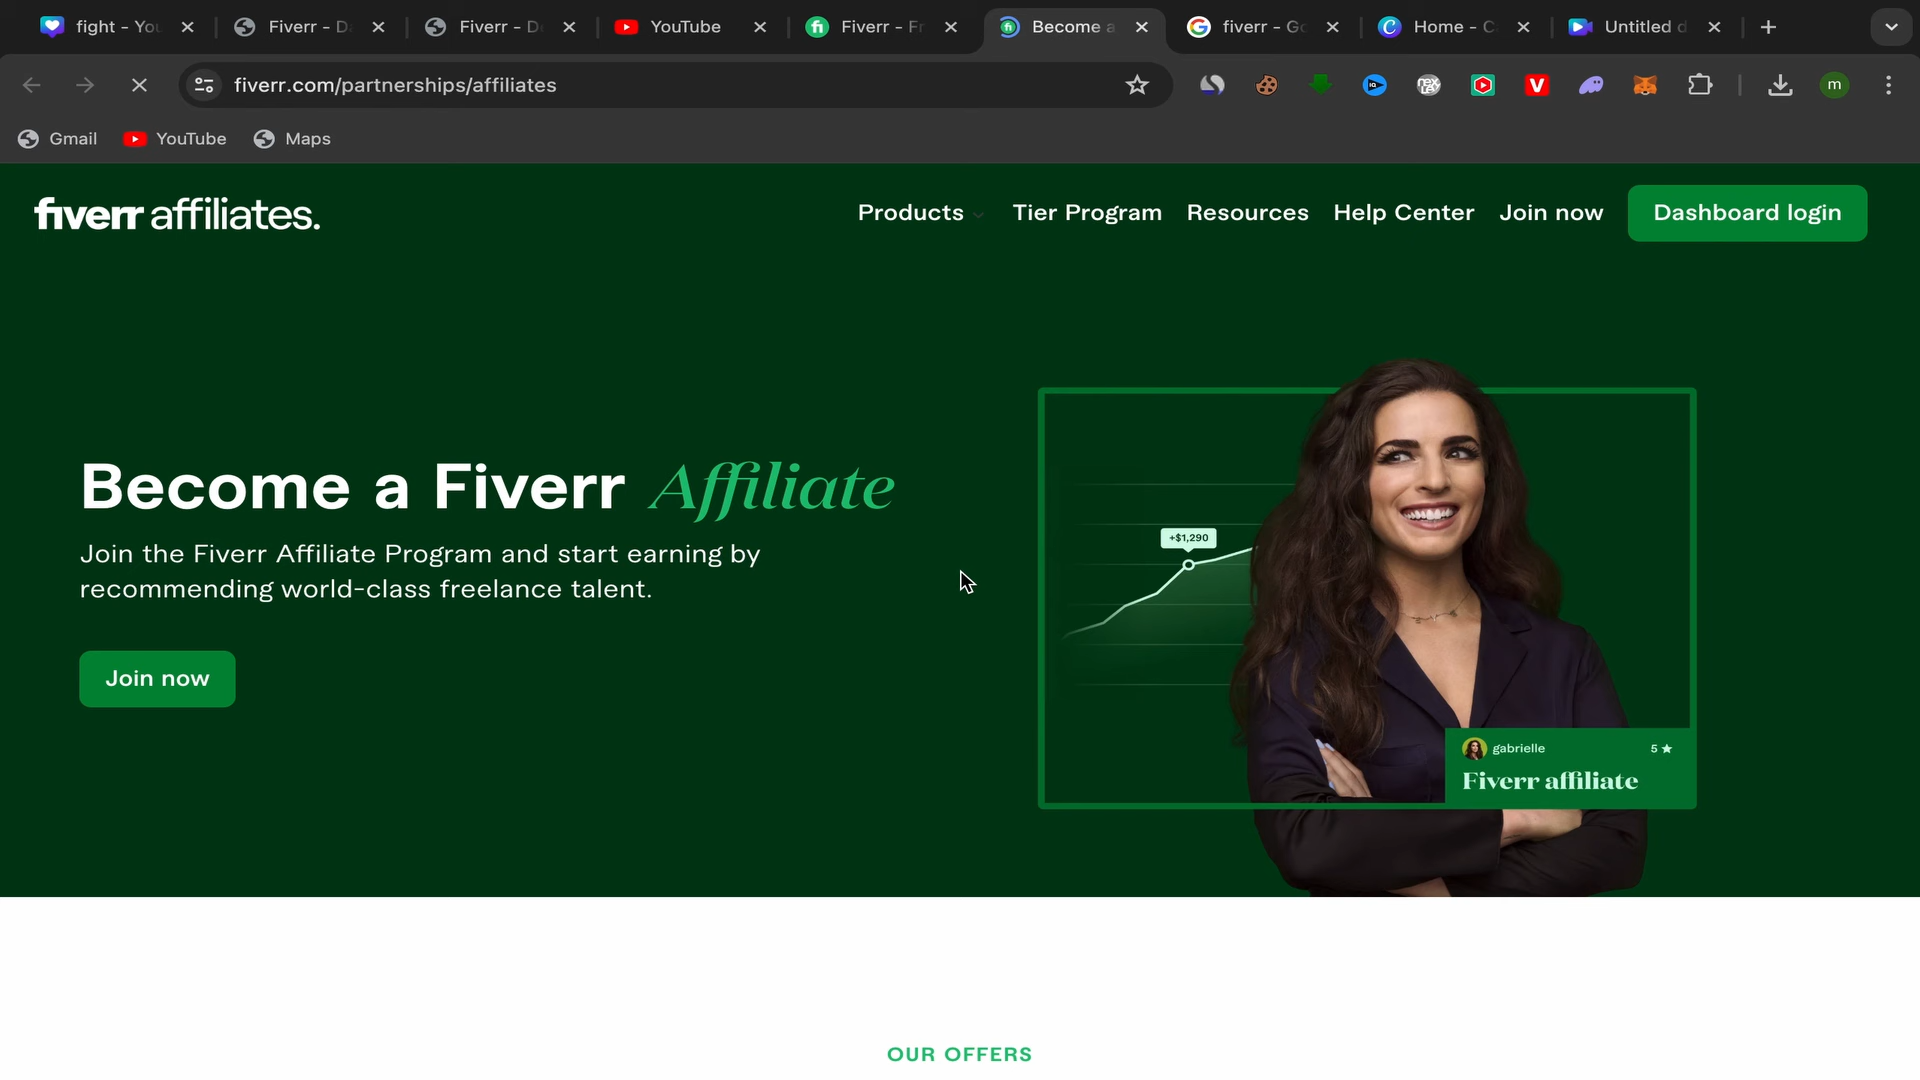 fight - You
Fiverr - Da
Fiverr - De
YouTube
Fiverr - Fr
Become a
fiverr - Go
Home - C
Untitled d
fiverr.com/partnerships/affiliates
m
Gmail
YouTube
Maps
fiverr affiliates.
Products
Tier Program
Resources
Help Center
Join now
Dashboard login
Become a Fiverr Affiliate
Join the Fiverr Affiliate Program and start earning by
recommending world-class freelance talent.
Join now
+$1,290
gabrielle
5 ★
Fiverr affiliate
OUR OFFERS